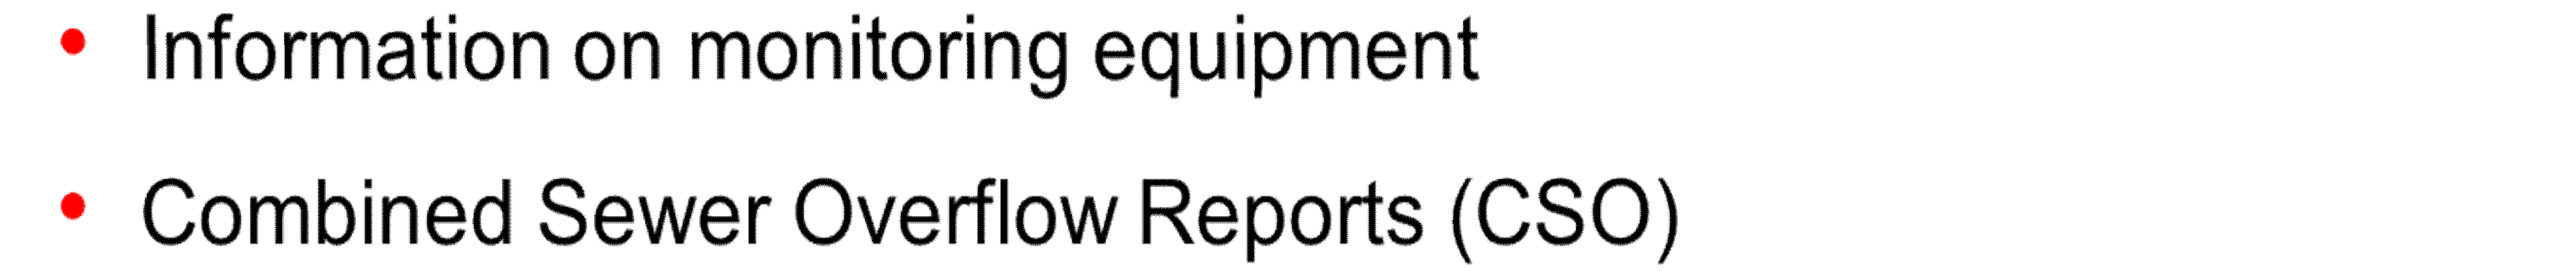 • Information on monitoring equipment
• Combined Sewer Overflow Reports (CSO)